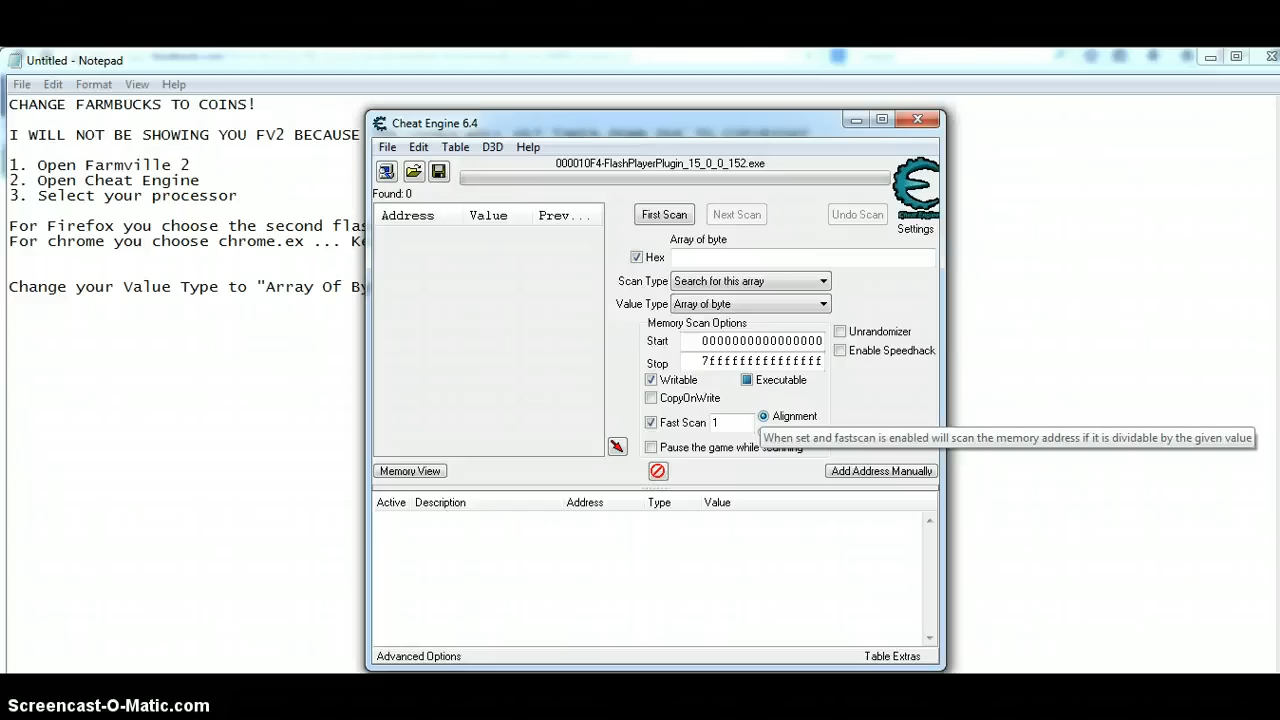 Untitled - Notepad
File Edit Format View Help
CHANGE FARMBUCKS TO COINS!
I WILL NOT BE SHOWING YOU FV2 BECAUSE
1. Open Farmville 2
2. Open Cheat Engine
3. Select your processor
For Firefox you choose the second flas
For chrome you choose chrome.ex ... Ke
Change your Value Type to "Array Of By
Cheat Engine 6.4
File Edit Table D3D Help
000010F4-FlashPlayerPlugin_15_0_0_152.exe
Found: 0
Address Value Prev...
First Scan Next Scan Undo Scan
Cheat Engine
Settings
Array of byte
Hex
Scan Type Search for this array
Value Type Array of byte
Memory Scan Options
Start 0000000000000000
Stop 7fffffffffffffff
Writable Executable
CopyOnWrite
Fast Scan 1 Alignment
Unrandomizer
Enable Speedhack
When set and fastscan is enabled will scan the memory address if it is dividable by the given value
Pause the game while scanning
Memory View Add Address Manually
Active Description Address Type Value
Advanced Options Table Extras
Screencast-O-Matic.com